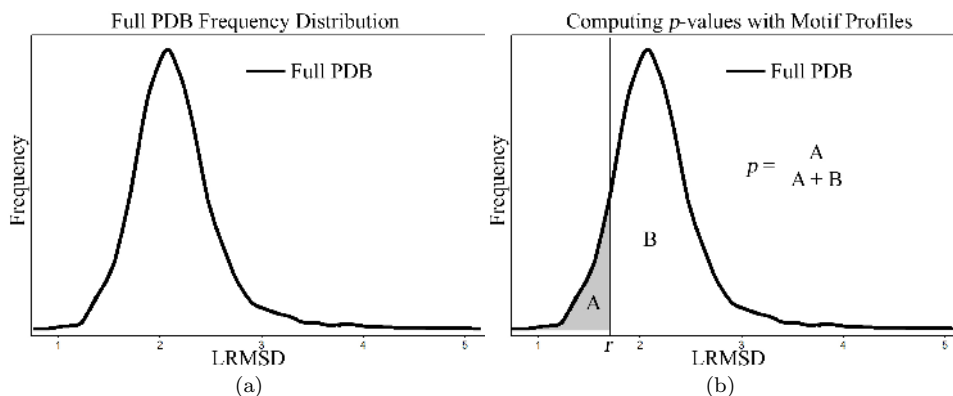 Full PDB Frequency Distribution
Full PDB
Frequency
1 2 3 4 5
LRMSD
(a)
Computing p-values with Motif Profiles
Full PDB
p = A / A + B
B
A
Frequency
1 r 2 3 4 5
LRMSD
(b)